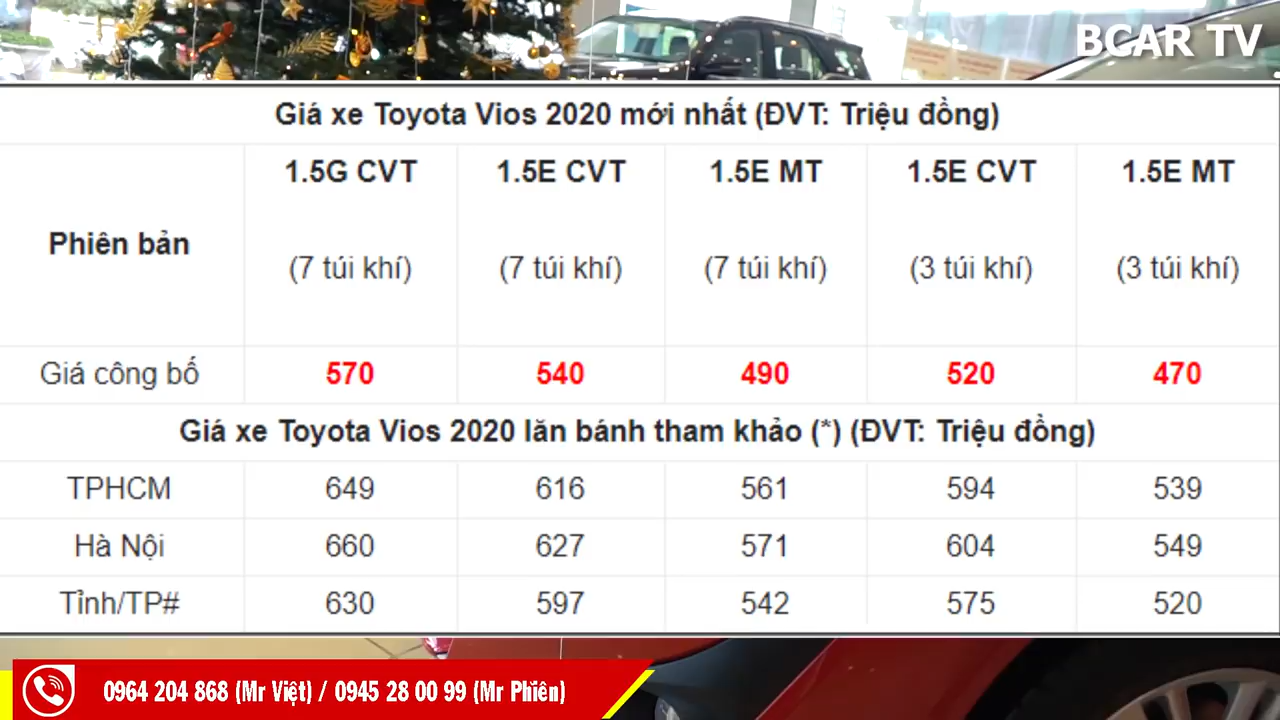 BCAR TV
Giá xe Toyota Vios 2020 mới nhất (ĐVT: Triệu đồng)
Phiên bản 1.5G CVT 1.5E CVT 1.5E MT 1.5E CVT 1.5E MT
(7 túi khí) (7 túi khí) (7 túi khí) (3 túi khí) (3 túi khí)
Giá công bố 570 540 490 520 470
Giá xe Toyota Vios 2020 lăn bánh tham khảo (*) (ĐVT: Triệu đồng)
TPHCM 649 616 561 594 539
Hà Nội 660 627 571 604 549
Tỉnh/TP# 630 597 542 575 520
0964 204 868 (Mr Việt) / 0945 28 00 99 (Mr Phiên)